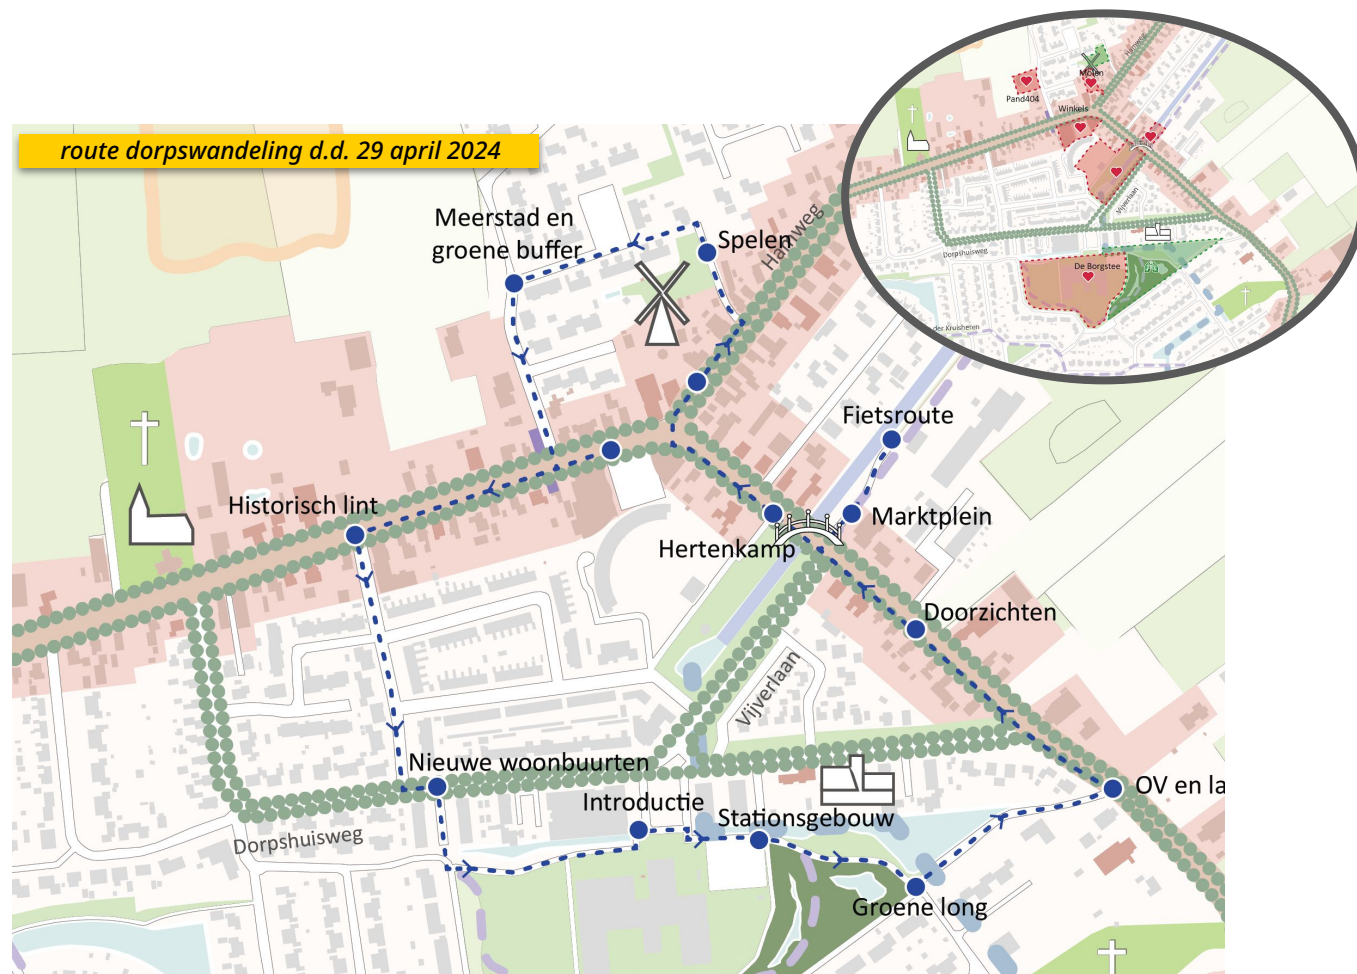 route dorpswandeling d.d. 29 april 2024
Meerstad en
groene buffer
Spelen
Hamweg
Fietsroute
Marktplein
Historisch lint
Hertenkamp
Doorzichten
Vijverlaan
Nieuwe woonbuurten
Introductie
Stationsgebouw
OV en la
Dorpshuisweg
Groene long
Hamweg
Molen
Pand404
Winkels
Vijverlaan
Dorpshuisweg
De Borgstee
der Kruisheren